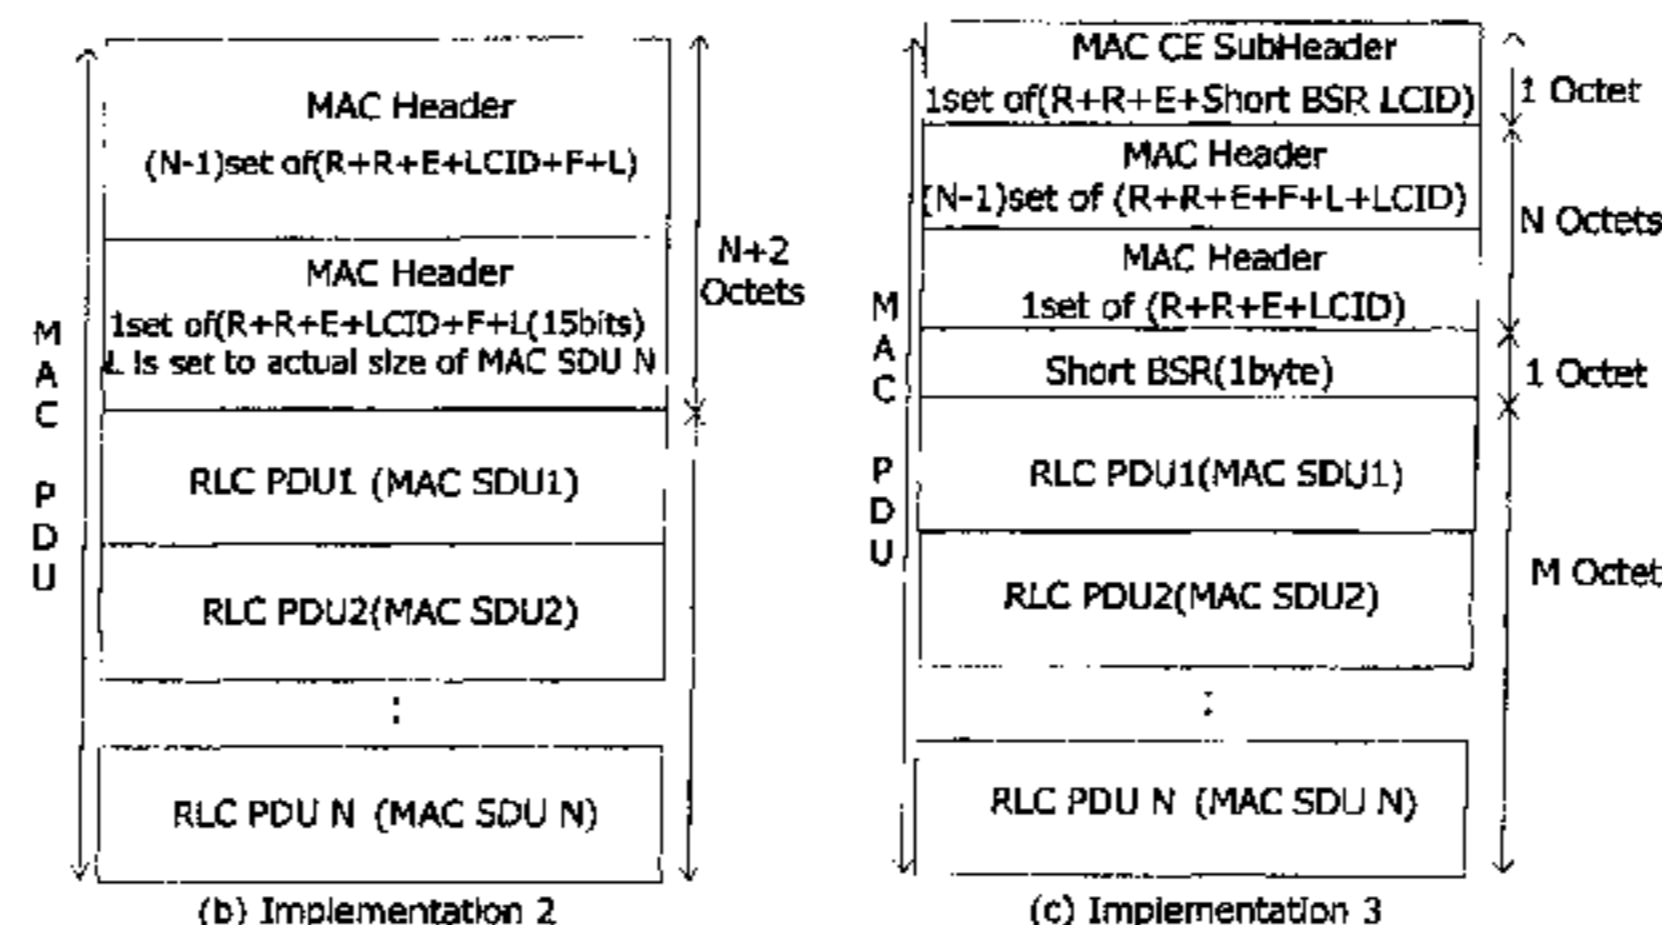 MAC Header
(N-1)set of(R+R+E+LCID+F+L)
MAC Header
1set of(R+R+E+LCID+F+L(15bits)
L is set to actual size of MAC SDU N
N+2
Octets
MAC PDU
RLC PDU1 (MAC SDU1)
RLC PDU2(MAC SDU2)
:
RLC PDU N (MAC SDU N)
(b) Implementation 2
MAC CE SubHeader
1set of(R+R+E+Short BSR LCID)
1 Octet
MAC Header
(N-1)set of (R+R+E+F+L+LCID)
N Octets
MAC Header
1set of (R+R+E+LCID)
MAC PDU
Short BSR(1byte)
1 Octet
RLC PDU1(MAC SDU1)
RLC PDU2(MAC SDU2)
M Octet
:
RLC PDU N (MAC SDU N)
(c) Implementation 3